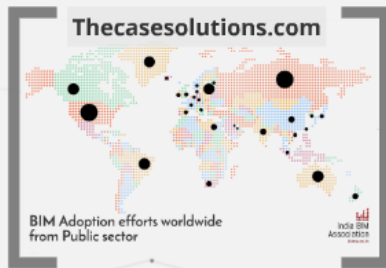 Thecasesolutions.com
BIM Adoption efforts worldwide
from Public sector
India BIM
Association